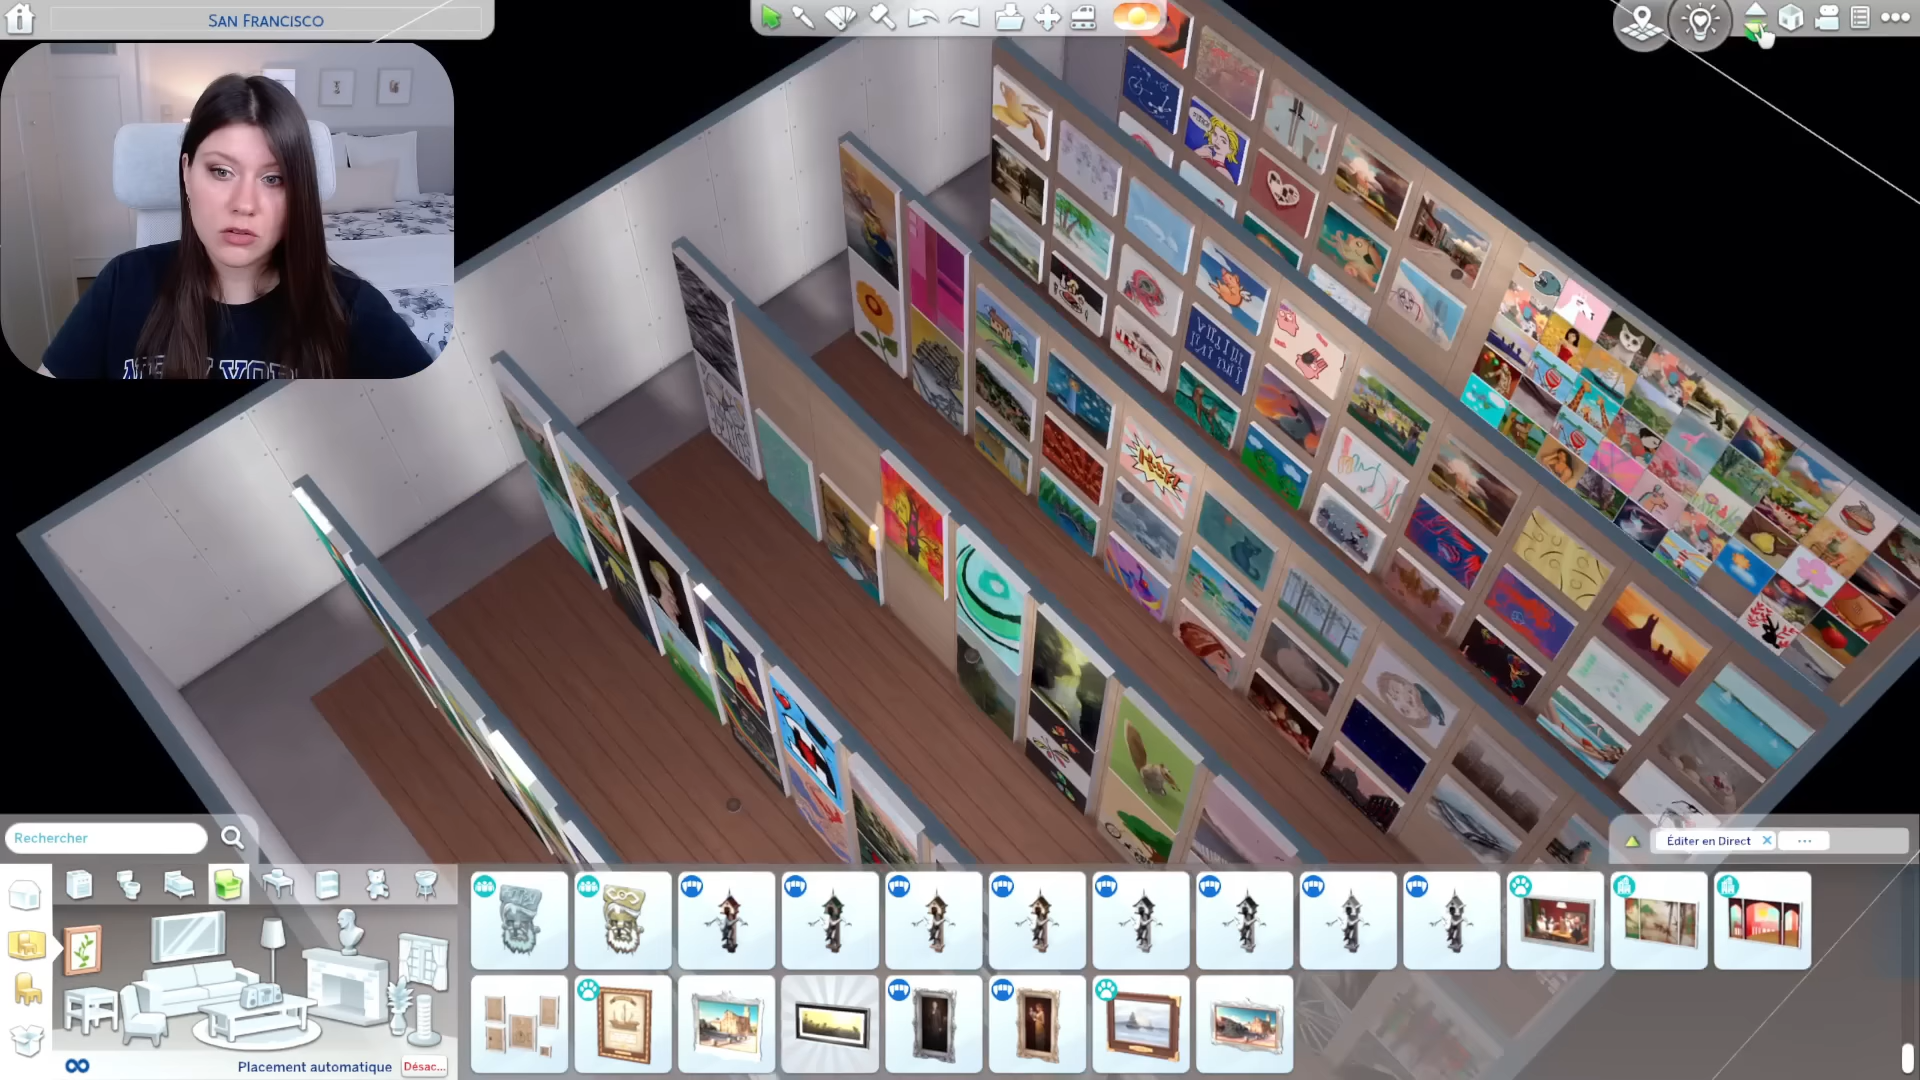 San Francisco
Rechercher
Éditer en Direct
Placement automatique
Désac...